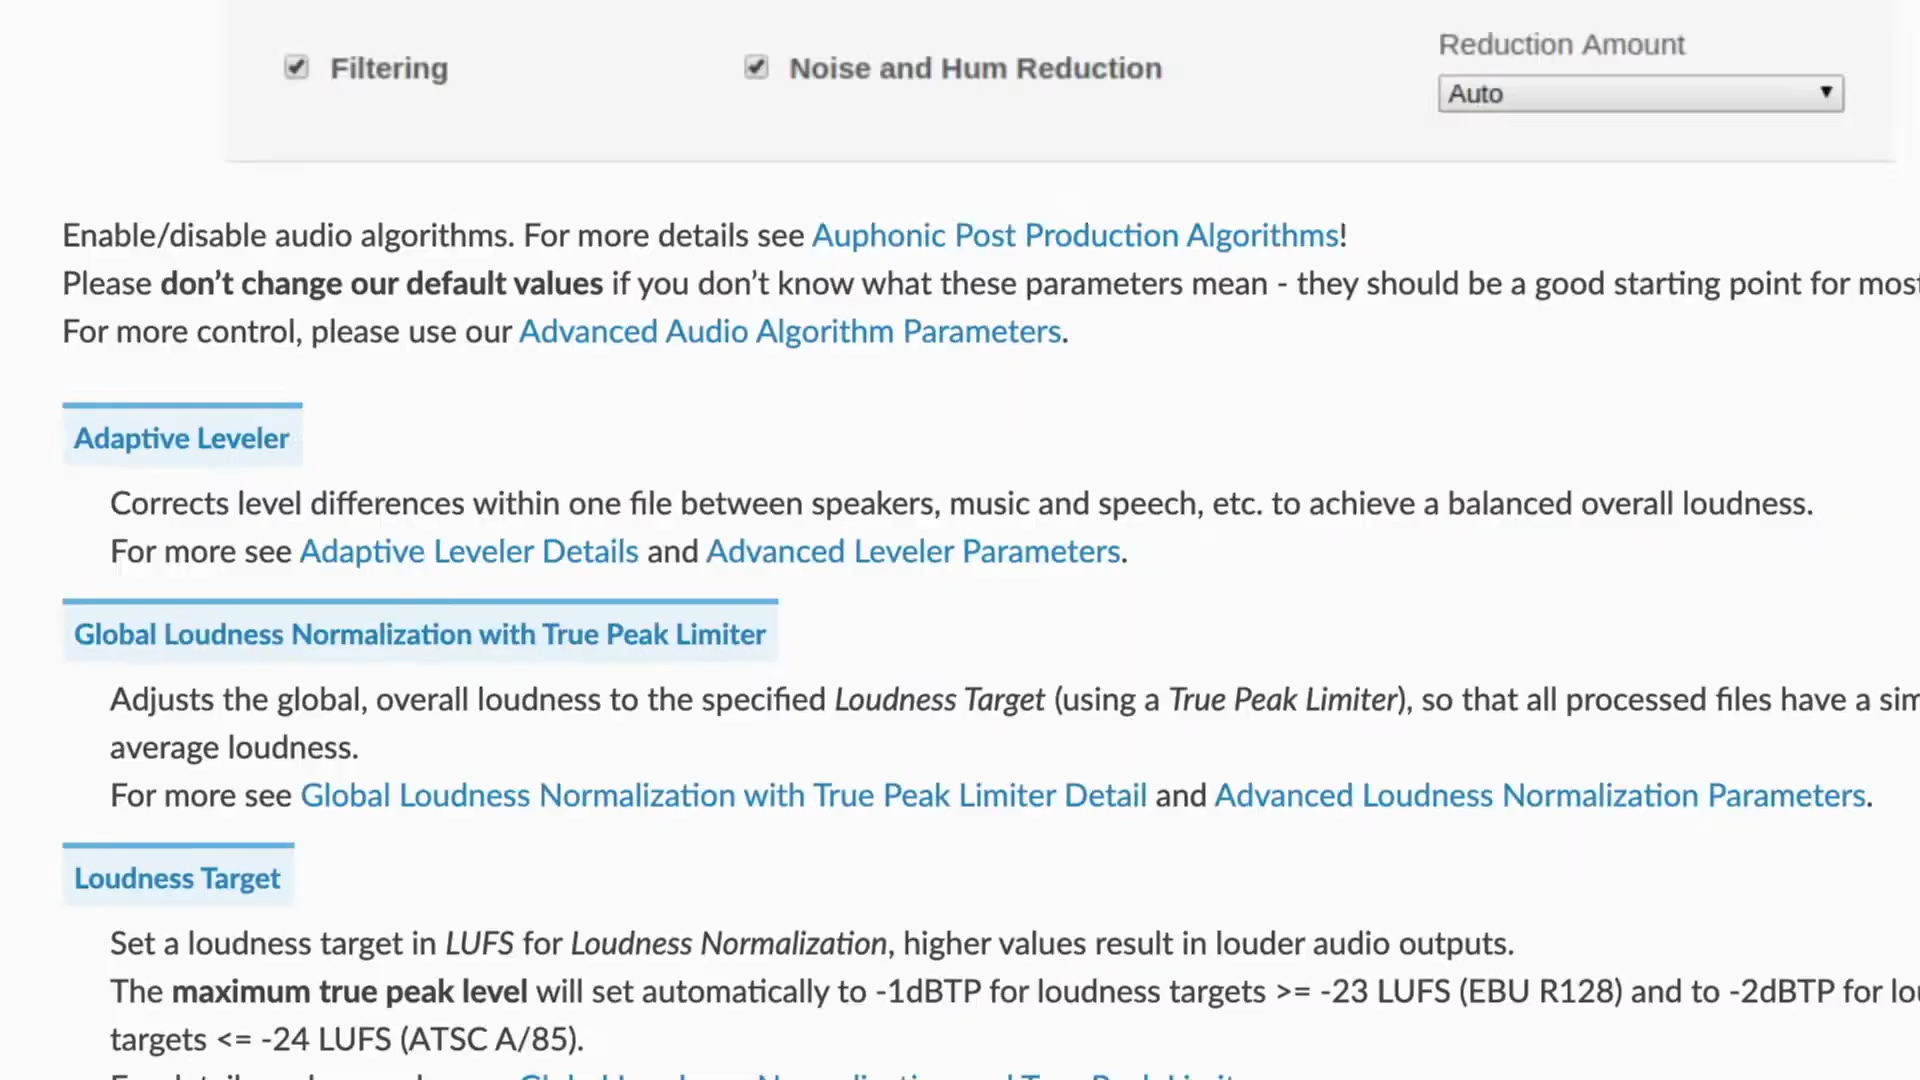 Reduction Amount
Filtering
Noise and Hum Reduction
Auto
Enable/disable audio algorithms. For more details see Auphonic Post Production Algorithms!
Please don’t change our default values if you don’t know what these parameters mean - they should be a good starting point for most
For more control, please use our Advanced Audio Algorithm Parameters.
Adaptive Leveler
Corrects level differences within one file between speakers, music and speech, etc. to achieve a balanced overall loudness.
For more see Adaptive Leveler Details and Advanced Leveler Parameters.
Global Loudness Normalization with True Peak Limiter
Adjusts the global, overall loudness to the specified Loudness Target (using a True Peak Limiter), so that all processed files have a
average loudness.
For more see Global Loudness Normalization with True Peak Limiter Detail and Advanced Loudness Normalization Parameters.
Loudness Target
Set a loudness target in LUFS for Loudness Normalization, higher values result in louder audio outputs.
The maximum true peak level will set automatically to -1dBTP for loudness targets >= -23 LUFS (EBU R128) and to -2dBTP for
targets <= -24 LUFS (ATSC A/85).